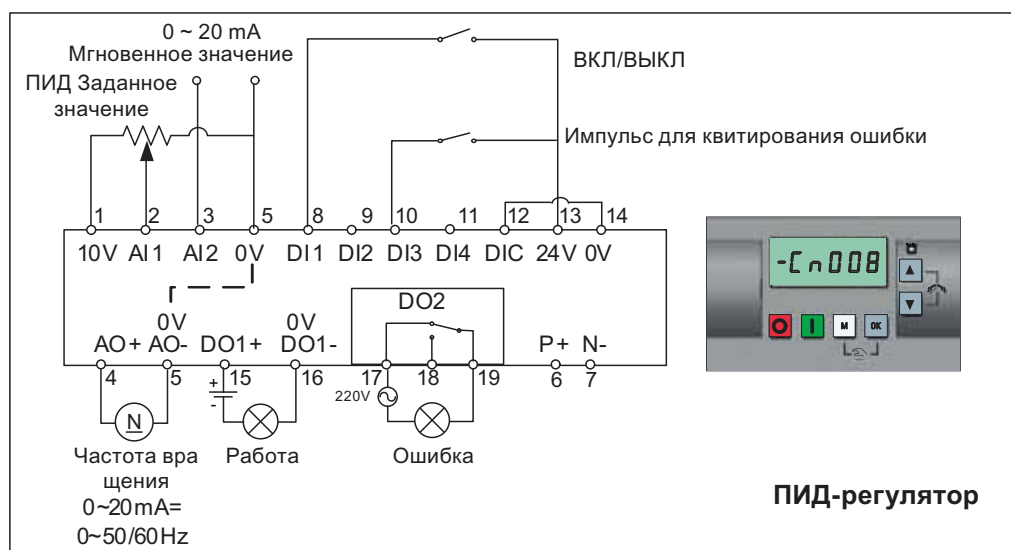 0 ~ 20 mA
Мгновенное значение
ПИД Заданное
значение
ВКЛ/ВЫКЛ
Импульс для квитирования ошибки
1 2 3 5 8 9 10 11 12 13 14
10V AI1 AI2 0V DI1 DI2 DI3 DI4 DIC 24V 0V
-Cn008
M OK
DO2
0V 0V
AO+ AO- DO1+ DO1- P+ N-
4 5 15 16 17 18 19 6 7
+
-
220V
N
Частота вра
щения
Работа
Ошибка
0~20mA=
0~50/60Hz
ПИД-регулятор